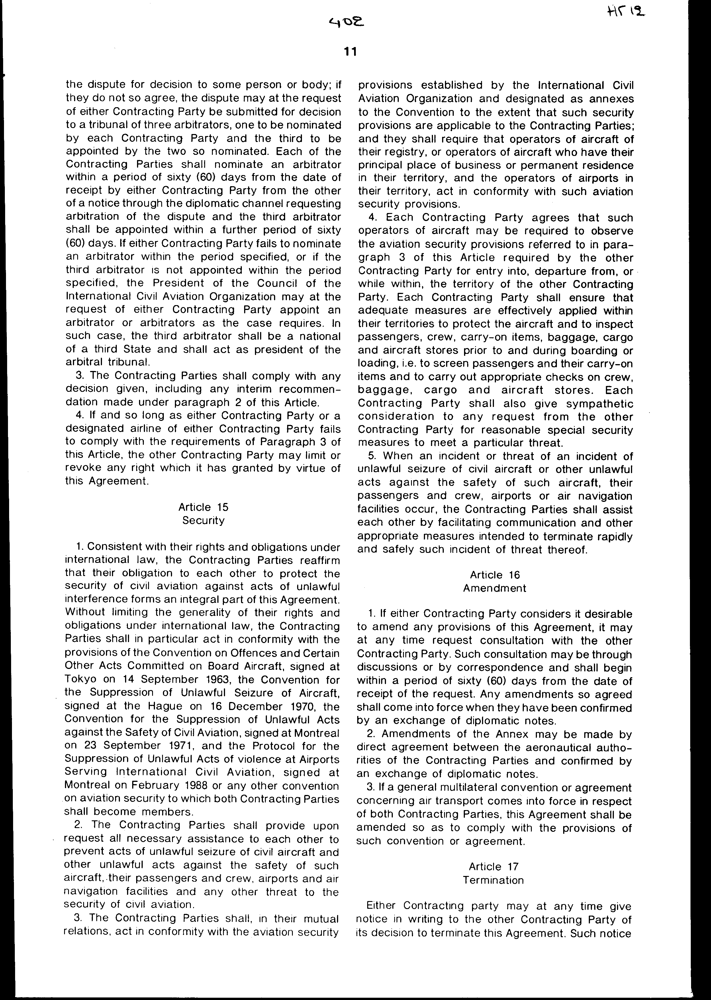 HΓ 12
402
11
the dispute for decision to some person or body; if
they do not so agree, the dispute may at the request
of either Contracting Party be submitted for decision
to a tribunal of three arbitrators, one to be nominated
by each Contracting Party and the third to be
appointed by the two so nominated. Each of the
Contracting Parties shall nominate an arbitrator
within a period of sixty (60) days from the date of
receipt by either Contracting Party from the other
of a notice through the diplomatic channel requesting
arbitration of the dispute and the third arbitrator
shall be appointed within a further period of sixty
(60) days. If either Contracting Party fails to nominate
an arbitrator within the period specified, or if the
third arbitrator is not appointed within the period
specified, the President of the Council of the
International Civil Aviation Organization may at the
request of either Contracting Party appoint an
arbitrator or arbitrators as the case requires. In
such case, the third arbitrator shall be a national
of a third State and shall act as president of the
arbitral tribunal.
3. The Contracting Parties shall comply with any
decision given, including any interim recommen-
dation made under paragraph 2 of this Article.
4. If and so long as either Contracting Party or a
designated airline of either Contracting Party fails
to comply with the requirements of Paragraph 3 of
this Article, the other Contracting Party may limit or
revoke any right which it has granted by virtue of
this Agreement.
Article 15
Security
1. Consistent with their rights and obligations under
international law, the Contracting Parties reaffirm
that their obligation to each other to protect the
security of civil aviation against acts of unlawful
interference forms an integral part of this Agreement.
Without limiting the generality of their rights and
obligations under international law, the Contracting
Parties shall in particular act in conformity with the
provisions of the Convention on Offences and Certain
Other Acts Committed on Board Aircraft, signed at
Tokyo on 14 September 1963, the Convention for
the Suppression of Unlawful Seizure of Aircraft,
signed at the Hague on 16 December 1970, the
Convention for the Suppression of Unlawful Acts
against the Safety of Civil Aviation, signed at Montreal
on 23 September 1971, and the Protocol for the
Suppression of Unlawful Acts of violence at Airports
Serving International Civil Aviation, signed at
Montreal on February 1988 or any other convention
on aviation security to which both Contracting Parties
shall become members.
2. The Contracting Parties shall provide upon
request all necessary assistance to each other to
prevent acts of unlawful seizure of civil aircraft and
other unlawful acts against the safety of such
aircraft, their passengers and crew, airports and air
navigation facilities and any other threat to the
security of civil aviation.
3. The Contracting Parties shall, in their mutual
relations, act in conformity with the aviation security
provisions established by the International Civil
Aviation Organization and designated as annexes
to the Convention to the extent that such security
provisions are applicable to the Contracting Parties;
and they shall require that operators of aircraft of
their registry, or operators of aircraft who have their
principal place of business or permanent residence
in their territory, and the operators of airports in
their territory, act in conformity with such aviation
security provisions.
4. Each Contracting Party agrees that such
operators of aircraft may be required to observe
the aviation security provisions referred to in para-
graph 3 of this Article required by the other
Contracting Party for entry into, departure from, or
while within, the territory of the other Contracting
Party. Each Contracting Party shall ensure that
adequate measures are effectively applied within
their territories to protect the aircraft and to inspect
passengers, crew, carry-on items, baggage, cargo
and aircraft stores prior to and during boarding or
loading, i.e. to screen passengers and their carry-on
items and to carry out appropriate checks on crew,
baggage, cargo and aircraft stores. Each
Contracting Party shall also give sympathetic
consideration to any request from the other
Contracting Party for reasonable special security
measures to meet a particular threat.
5. When an incident or threat of an incident of
unlawful seizure of civil aircraft or other unlawful
acts against the safety of such aircraft, their
passengers and crew, airports or air navigation
facilities occur, the Contracting Parties shall assist
each other by facilitating communication and other
appropriate measures intended to terminate rapidly
and safely such incident of threat thereof.
Article 16
Amendment
1. If either Contracting Party considers it desirable
to amend any provisions of this Agreement, it may
at any time request consultation with the other
Contracting Party. Such consultation may be through
discussions or by correspondence and shall begin
within a period of sixty (60) days from the date of
receipt of the request. Any amendments so agreed
shall come into force when they have been confirmed
by an exchange of diplomatic notes.
2. Amendments of the Annex may be made by
direct agreement between the aeronautical autho-
rities of the Contracting Parties and confirmed by
an exchange of diplomatic notes.
3. If a general multilateral convention or agreement
concerning air transport comes into force in respect
of both Contracting Parties, this Agreement shall be
amended so as to comply with the provisions of
such convention or agreement.
Article 17
Termination
Either Contracting party may at any time give
notice in writing to the other Contracting Party of
its decision to terminate this Agreement. Such notice